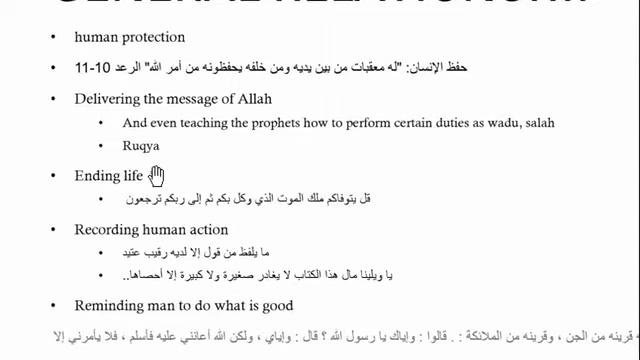 human protection
حفظ الإنسان: "له معقبات من بين يديه ومن خلفه يحفظونه من أمر الله" الرعد 10-11
Delivering the message of Allah
And even teaching the prophets how to perform certain duties as wadu, salah
Ruqya
Ending life
قل يتوفاكم ملك الموت الذي وكل بكم ثم إلى ربكم ترجعون
Recording human action
ما يلفظ من قول إلا لديه رقيب عتيد
يا ويلينا مال هذا الكتاب لا يغادر صغيرة ولا كبيرة إلا أحصاها..
Reminding man to do what is good
قرينه من الجن ، وقرينه من الملائكة : . قالوا : وإياك يا رسول الله ؟ قال : وإياي ، ولكن الله أعانني عليه فأسلم ، فلا يأمرني إلا